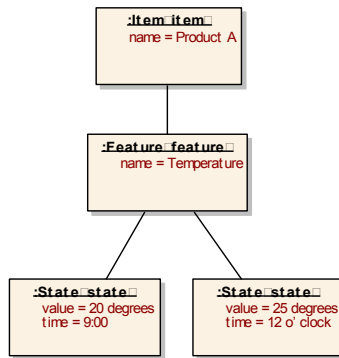 :Item item
name = Product A
:Feature feature
name = Temperature
:State state
value = 20 degrees
time = 9:00
:State state
value = 25 degrees
time = 12 o' clock